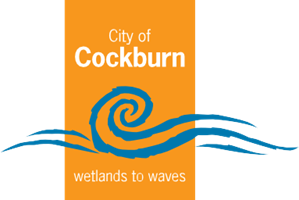 City of
Cockburn
wetlands to waves